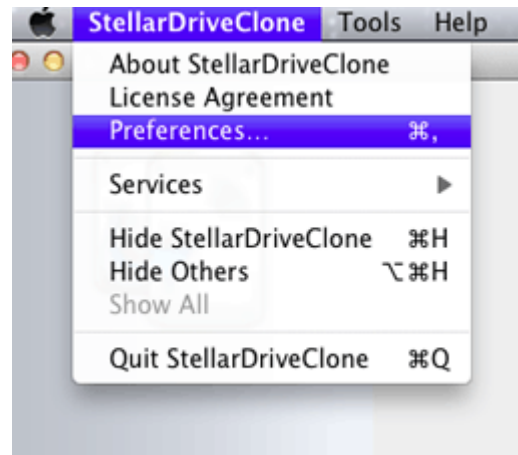 StellarDriveClone Tools Help
About StellarDriveClone
License Agreement
Preferences... ⌘,
Services ▶
Hide StellarDriveClone ⌘H
Hide Others ⌥⌘H
Show All
Quit StellarDriveClone ⌘Q